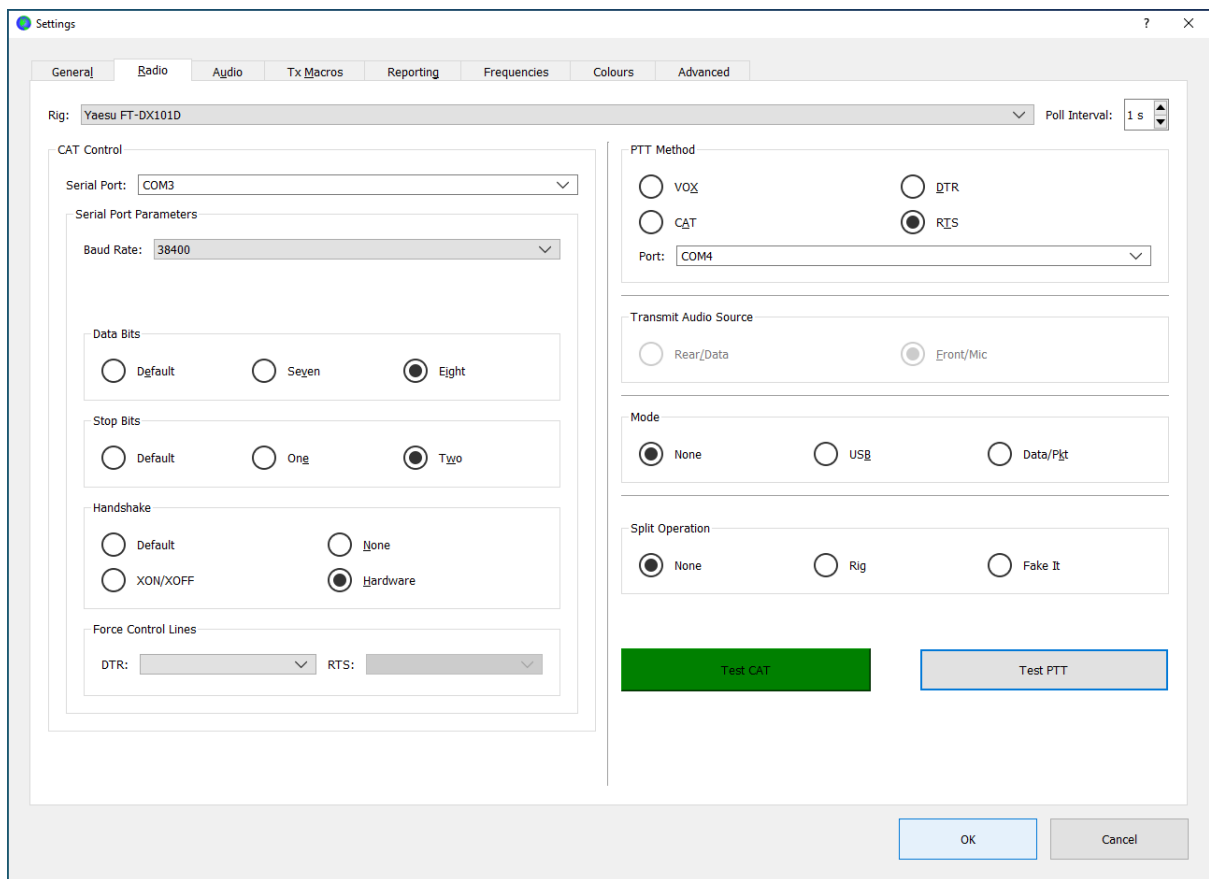 Settings
?
General Radio Audio Tx Macros Reporting Frequencies Colours Advanced
Rig: Yaesu FT-DX101D Poll Interval: 1 s
CAT Control
Serial Port: COM3
Serial Port Parameters
Baud Rate: 38400
Data Bits
Default Seven Eight
Stop Bits
Default One Two
Handshake
Default None
XON/XOFF Hardware
Force Control Lines
DTR: RTS:
PTT Method
VOX DTR
CAT RTS
Port: COM4
Transmit Audio Source
Rear/Data Front/Mic
Mode
None USB Data/Pkt
Split Operation
None Rig Fake It
Test CAT Test PTT
OK Cancel